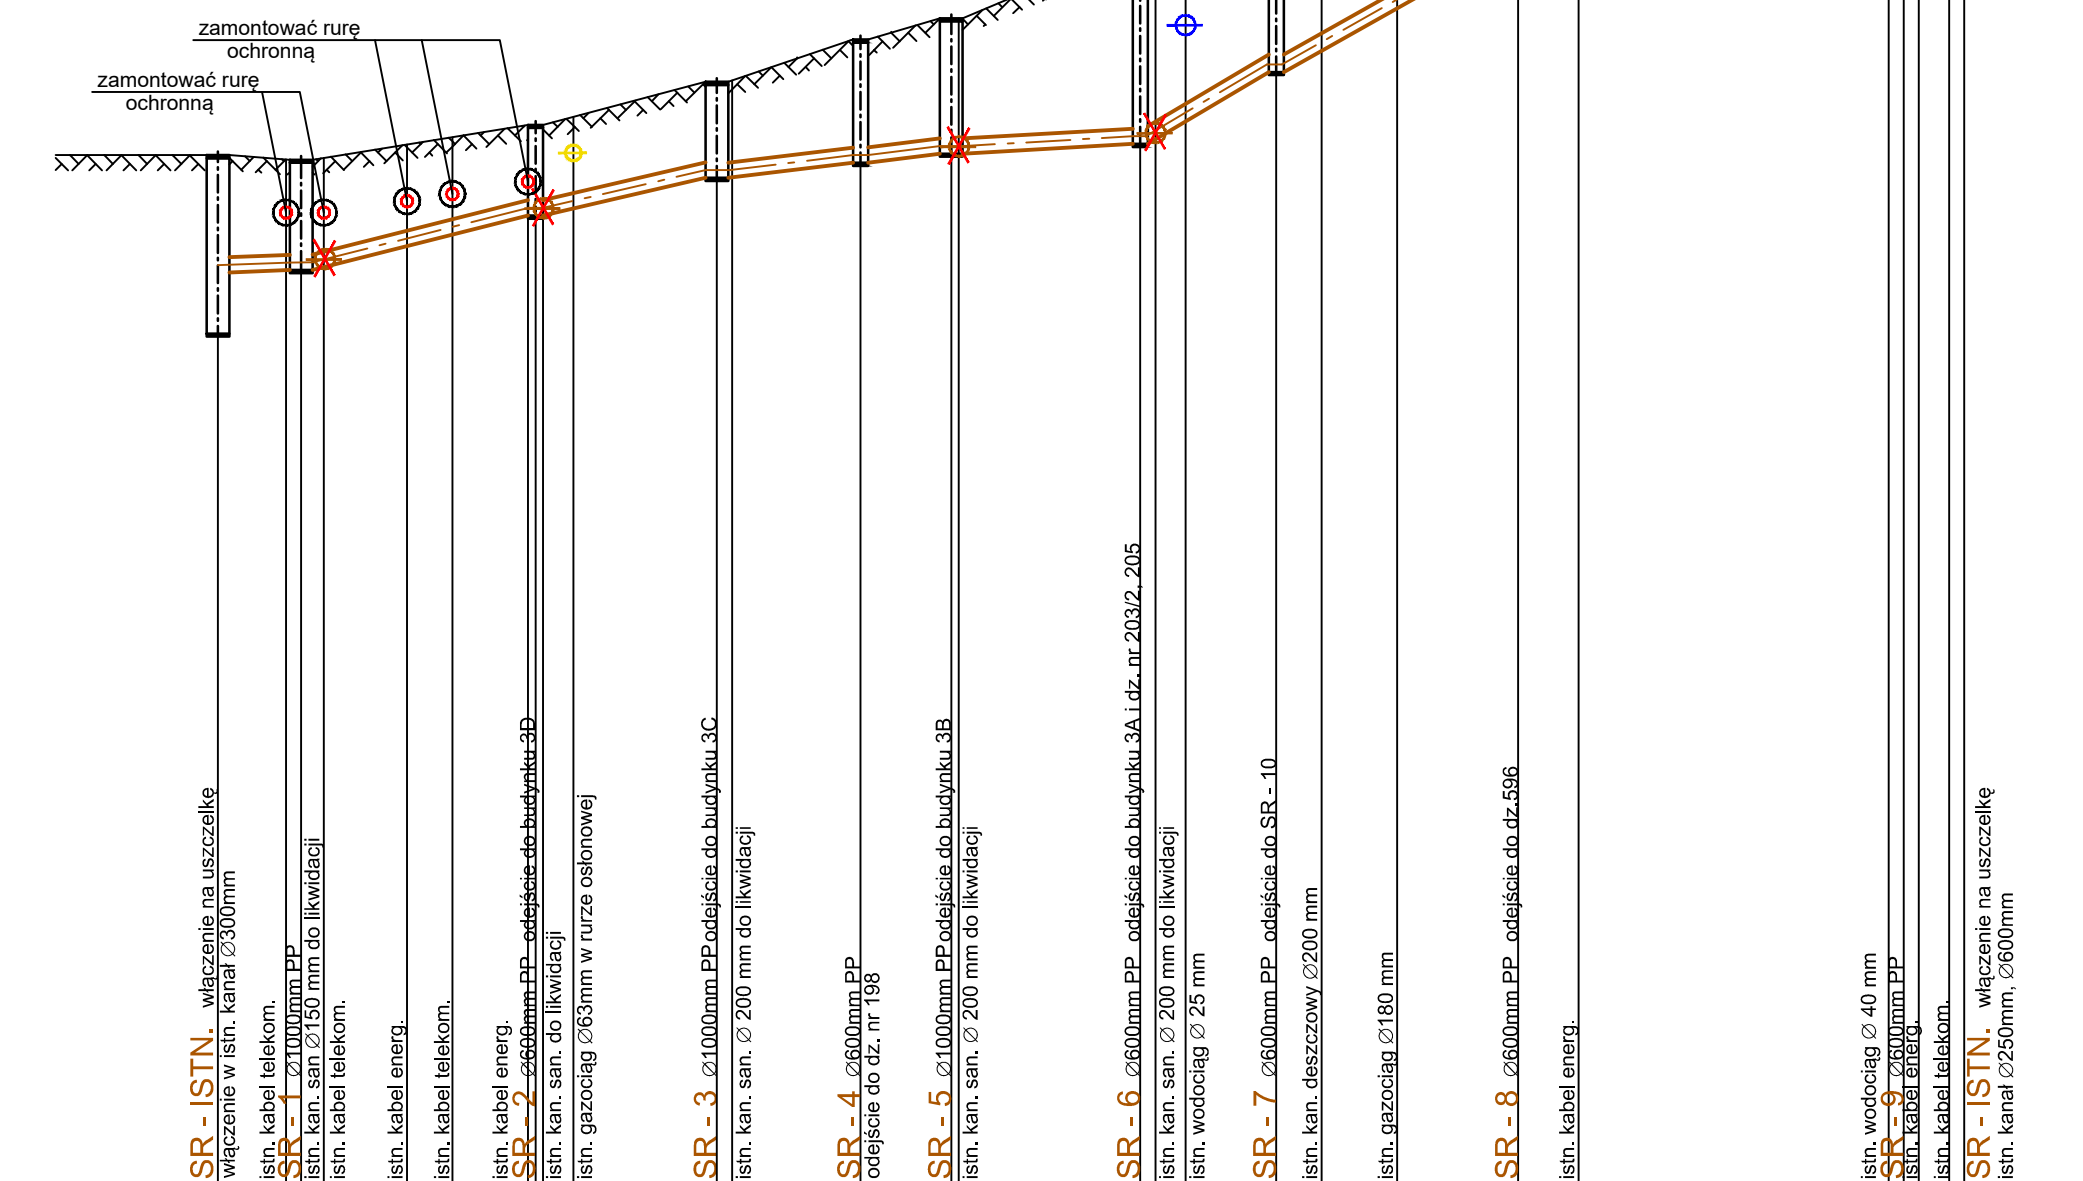 zamontować rurę
ochronną
zamontować rurę
ochronną
SR - ISTN. włączenie na uszczelkę
włączenie w istn. kanał Ø300mm
istn. kabel telekom.
SR - 1 Ø1000mm PP
istn. kan. san Ø150 mm do likwidacji
istn. kabel telekom.
istn. kabel energ.
istn. kabel telekom.
istn. kabel energ.
SR - 2 Ø600mm PP odejście do budynku 3D
istn. kan. san. do likwidacji
istn. gazociąg Ø63mm w rurze osłonowej
SR - 3 Ø1000mm PP odejście do budynku 3C
istn. kan. san. Ø 200 mm do likwidacji
SR - 4 Ø600mm PP
odejście do dz. nr 198
SR - 5 Ø1000mm PP odejście do budynku 3B
istn. kan. san. Ø 200 mm do likwidacji
SR - 6 Ø600mm PP odejście do budynku 3A i dz. nr 203/2, 205
istn. kan. san. Ø 200 mm do likwidacji
istn. wodociąg Ø 25 mm
SR - 7 Ø600mm PP odejście do SR - 10
istn. kan. deszczowy Ø200 mm
istn. gazociąg Ø180 mm
SR - 8 Ø600mm PP odejście do dz.596
istn. kabel energ.
istn. wodociąg Ø 40 mm
SR - 9 Ø600mm PP
istn. kabel energ.
istn. kabel telekom.
SR - ISTN. włączenie na uszczelkę
istn. kanał Ø250mm, Ø600mm